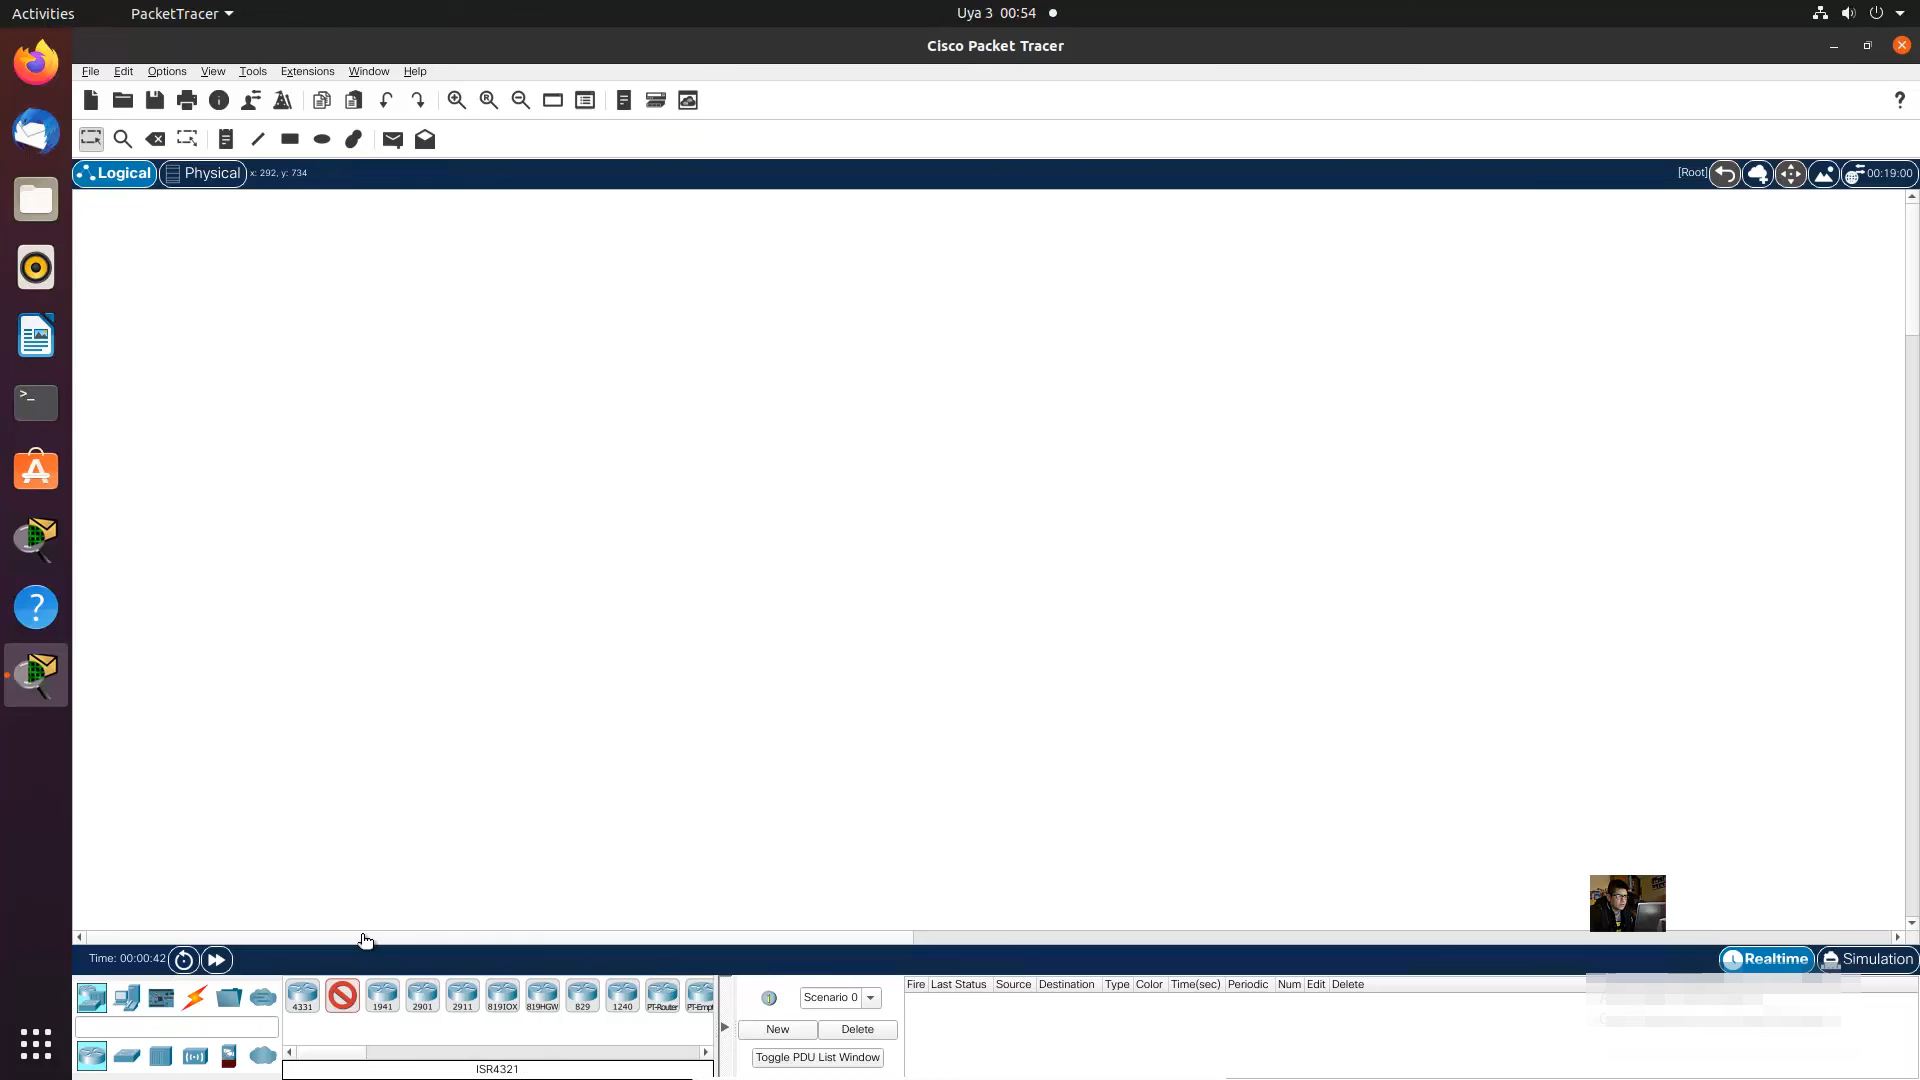 Activities PacketTracer Uya 3 00:54
Cisco Packet Tracer
File Edit Options View Tools Extensions Window Help
?
Logical Physical x: 292, y: 734 [Root] 00:19:00
>_
?
Time: 00:00:42 Realtime Simulation
4331 1941 2901 2911 819IOX 819HGW 829 1240 PT-Router PT-Empt
Scenario 0
Fire Last Status Source Destination Type Color Time(sec) Periodic Num Edit Delete
New Delete
Toggle PDU List Window
ISR4321